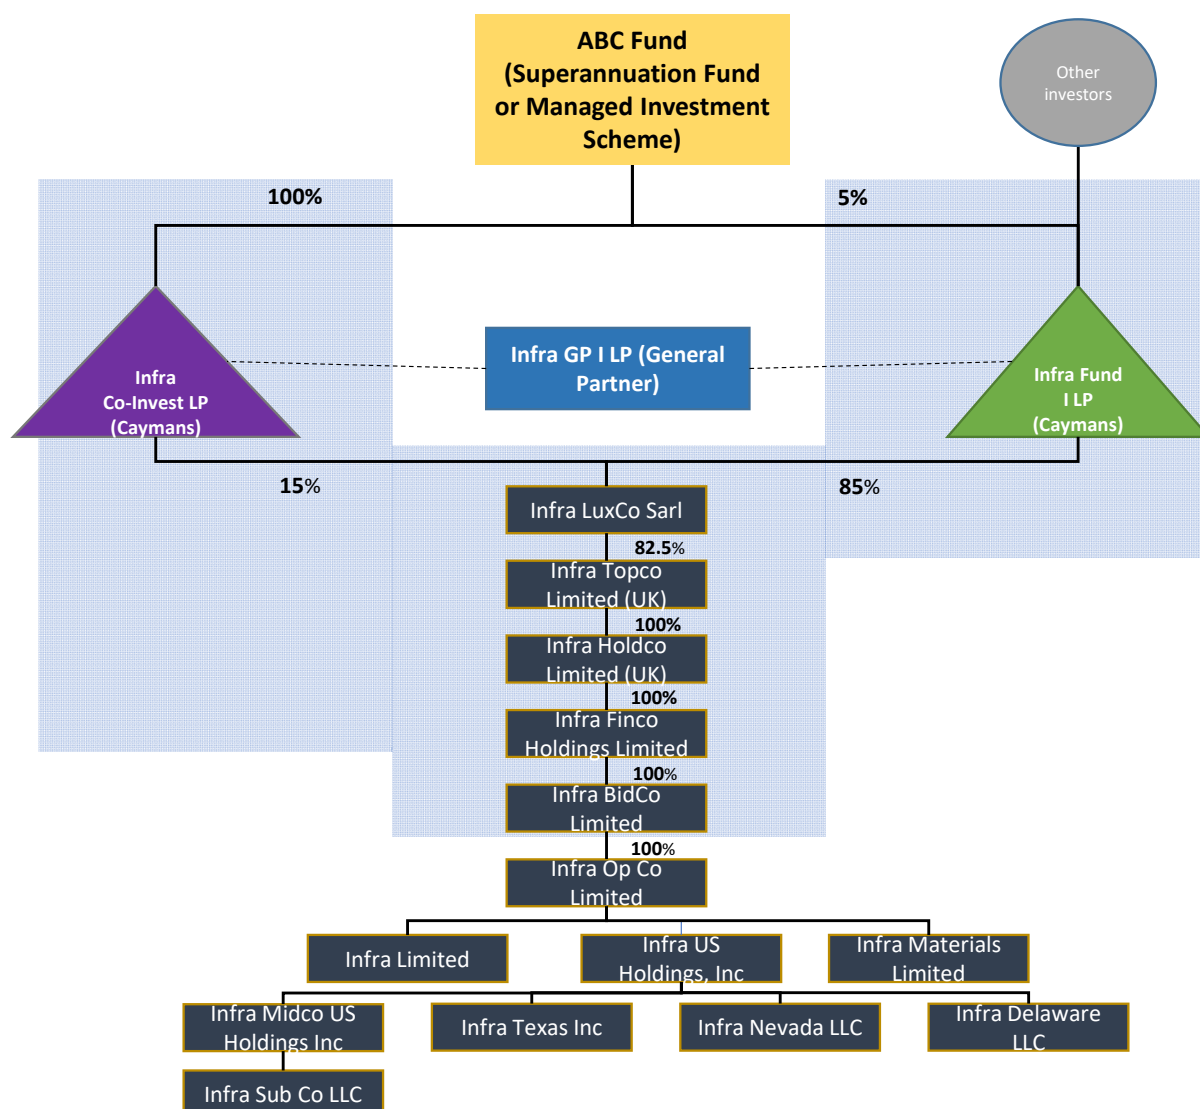 ABC Fund
(Superannuation Fund
or Managed Investment
Scheme)
Other
investors
100%
5%
Infra GP I LP (General
Partner)
Infra
Co-Invest LP
(Caymans)
Infra Fund
I LP
(Caymans)
15%
85%
Infra LuxCo Sarl
82.5%
Infra Topco
Limited (UK)
100%
Infra Holdco
Limited (UK)
100%
Infra Finco
Holdings Limited
100%
Infra BidCo
Limited
100%
Infra Op Co
Limited
Infra Limited
Infra US
Holdings, Inc
Infra Materials
Limited
Infra Midco US
Holdings Inc
Infra Texas Inc
Infra Nevada LLC
Infra Delaware
LLC
Infra Sub Co LLC